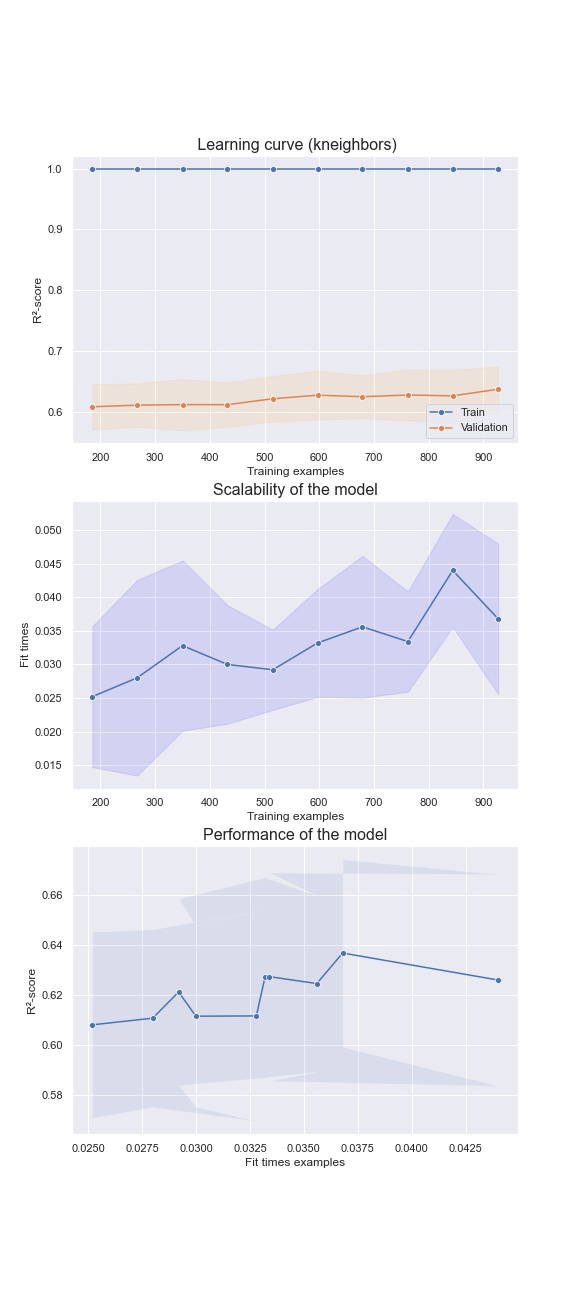 Learning curve (kneighbors)
1.0
0.9
0.8
0.7
0.6
R²-score
Train
Validation
200 300 400 500 600 700 800 900
Training examples
Scalability of the model
0.050
0.045
0.040
0.035
0.030
0.025
0.020
0.015
Fit times
200 300 400 500 600 700 800 900
Training examples
Performance of the model
0.66
0.64
0.62
0.60
0.58
R²-score
0.0250 0.0275 0.0300 0.0325 0.0350 0.0375 0.0400 0.0425
Fit times examples